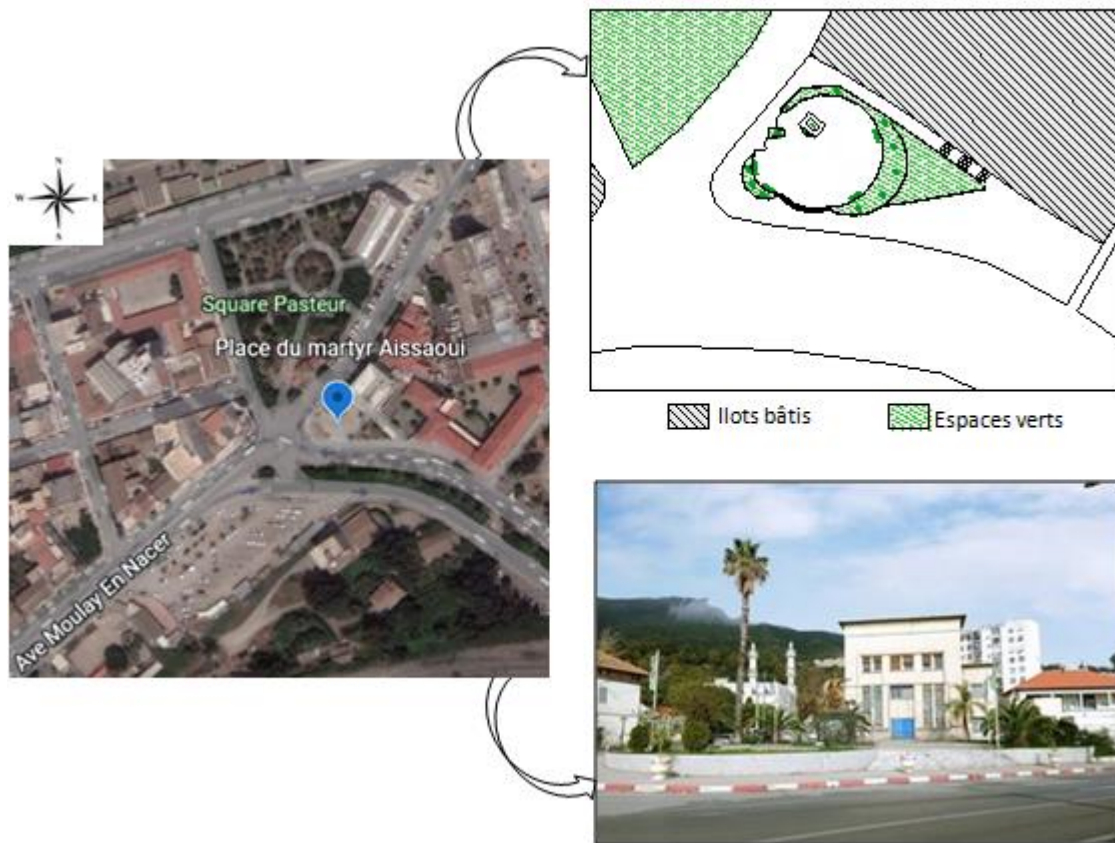 N
W E
S
Square Pasteur
Place du martyr Aissaoui
Ave Moulay En Nacer
Ilots bâtis
Espaces verts